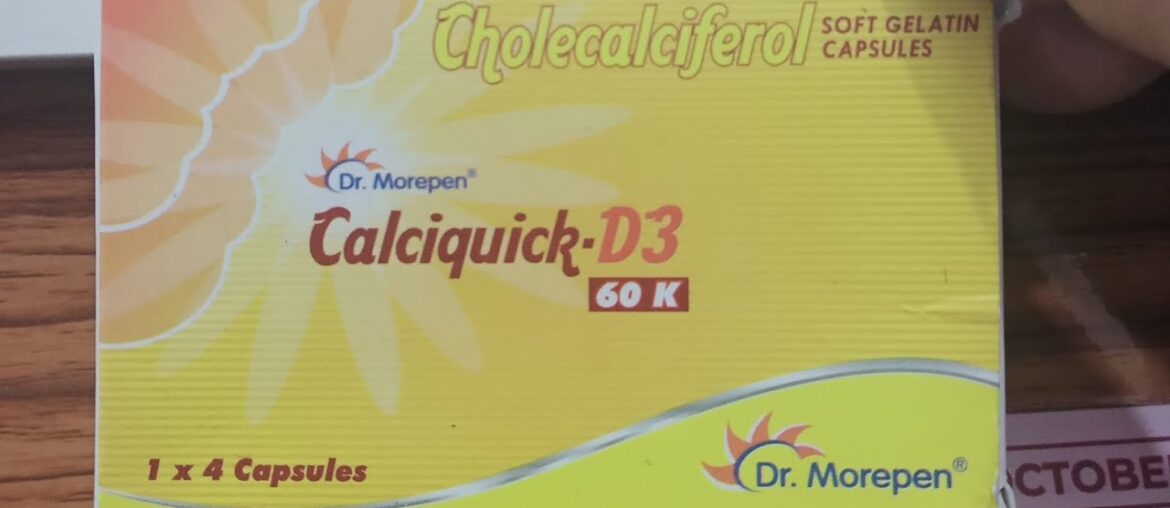 Cholecalciferol SOFT GELATIN
CAPSULES
Dr. Morepen®
Calciquick-D3
60 K
1 x 4 Capsules
Dr. Morepen®